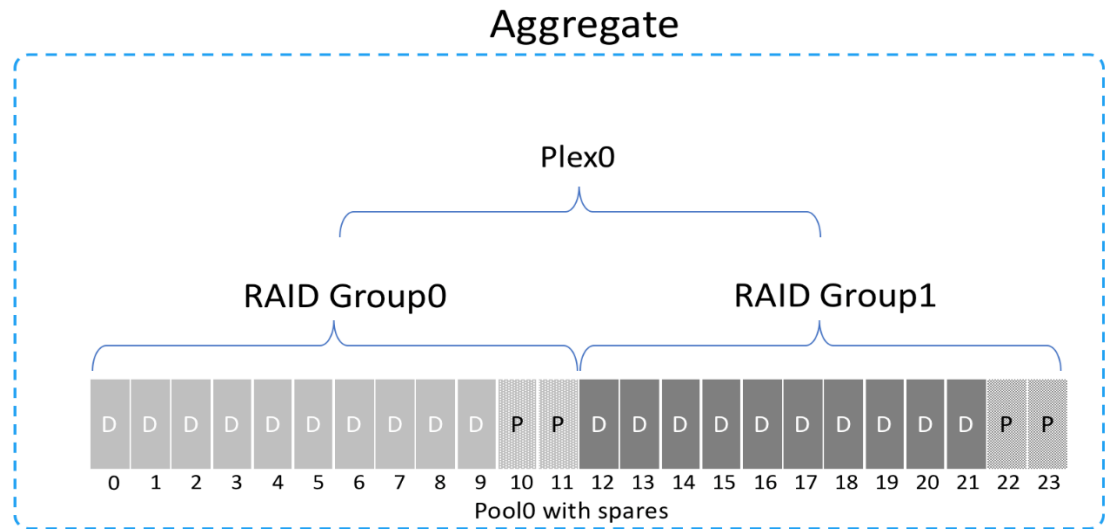 Aggregate
Plex0
RAID Group0 RAID Group1
D D D D D D D D D D P P D D D D D D D D D D P P
0 1 2 3 4 5 6 7 8 9 10 11 12 13 14 15 16 17 18 19 20 21 22 23
Pool0 with spares